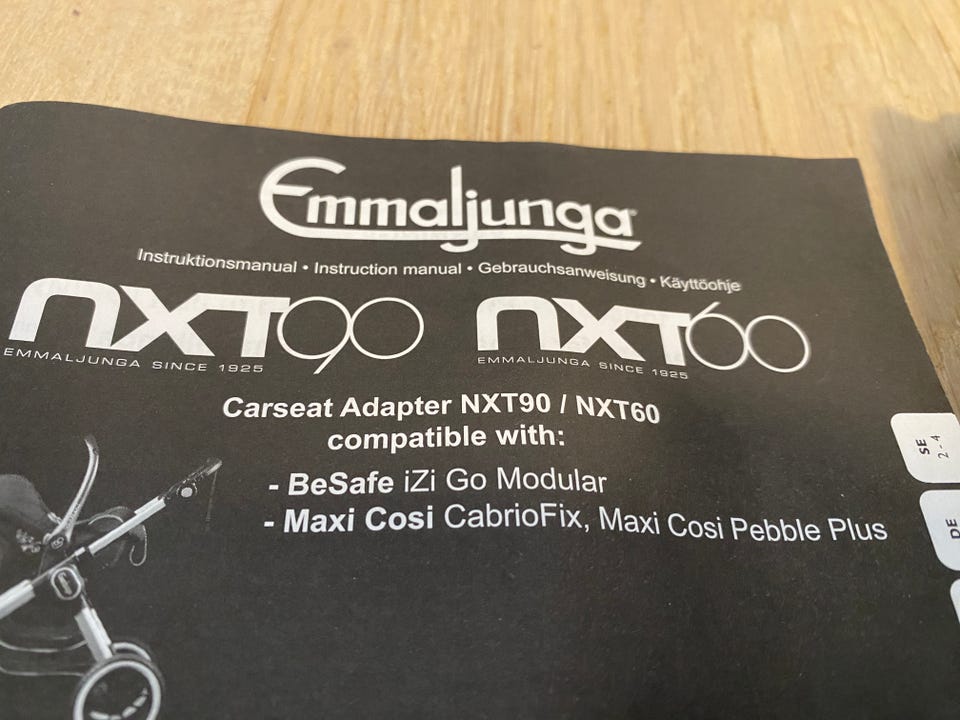 Emmaljunga
Instruktionsmanual • Instruction manual • Gebrauchsanweisung • Käyttöohje
NXT90
EMMALJUNGA SINCE 1925
NXT60
EMMALJUNGA SINCE 1925
Carseat Adapter NXT90 / NXT60
compatible with:
- BeSafe iZi Go Modular
- Maxi Cosi CabrioFix, Maxi Cosi Pebble Plus
SE
2 - 4
DE